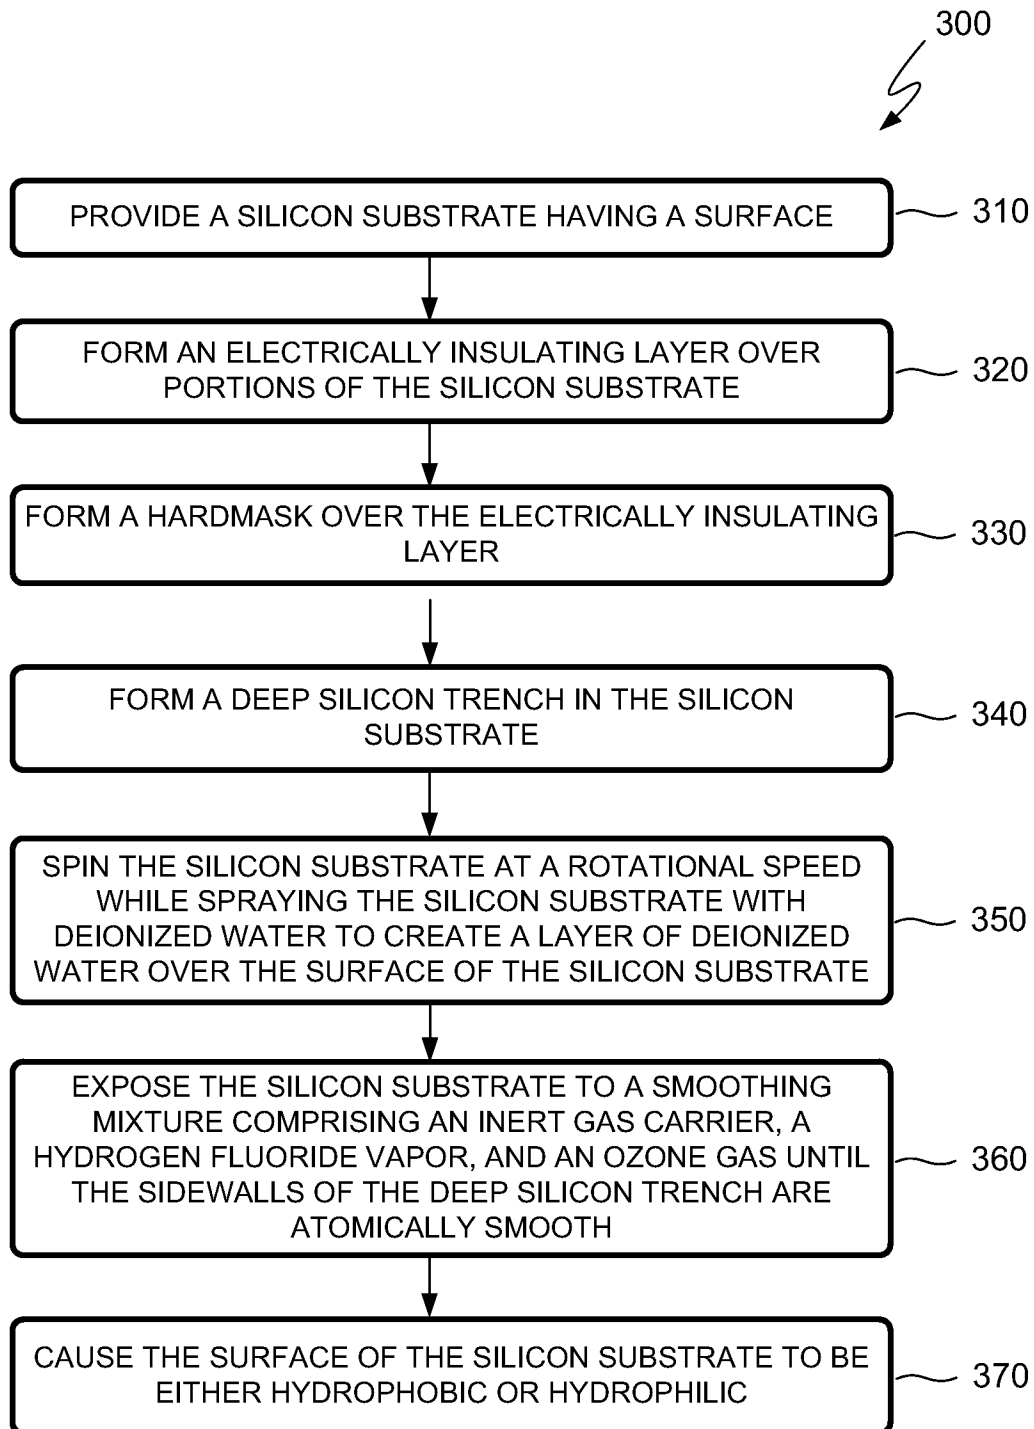 300
PROVIDE A SILICON SUBSTRATE HAVING A SURFACE
310
FORM AN ELECTRICALLY INSULATING LAYER OVER
PORTIONS OF THE SILICON SUBSTRATE
320
FORM A HARDMASK OVER THE ELECTRICALLY INSULATING
LAYER
330
FORM A DEEP SILICON TRENCH IN THE SILICON
SUBSTRATE
340
SPIN THE SILICON SUBSTRATE AT A ROTATIONAL SPEED
WHILE SPRAYING THE SILICON SUBSTRATE WITH
DEIONIZED WATER TO CREATE A LAYER OF DEIONIZED
WATER OVER THE SURFACE OF THE SILICON SUBSTRATE
350
EXPOSE THE SILICON SUBSTRATE TO A SMOOTHING
MIXTURE COMPRISING AN INERT GAS CARRIER, A
HYDROGEN FLUORIDE VAPOR, AND AN OZONE GAS UNTIL
THE SIDEWALLS OF THE DEEP SILICON TRENCH ARE
ATOMICALLY SMOOTH
360
CAUSE THE SURFACE OF THE SILICON SUBSTRATE TO BE
EITHER HYDROPHOBIC OR HYDROPHILIC
370